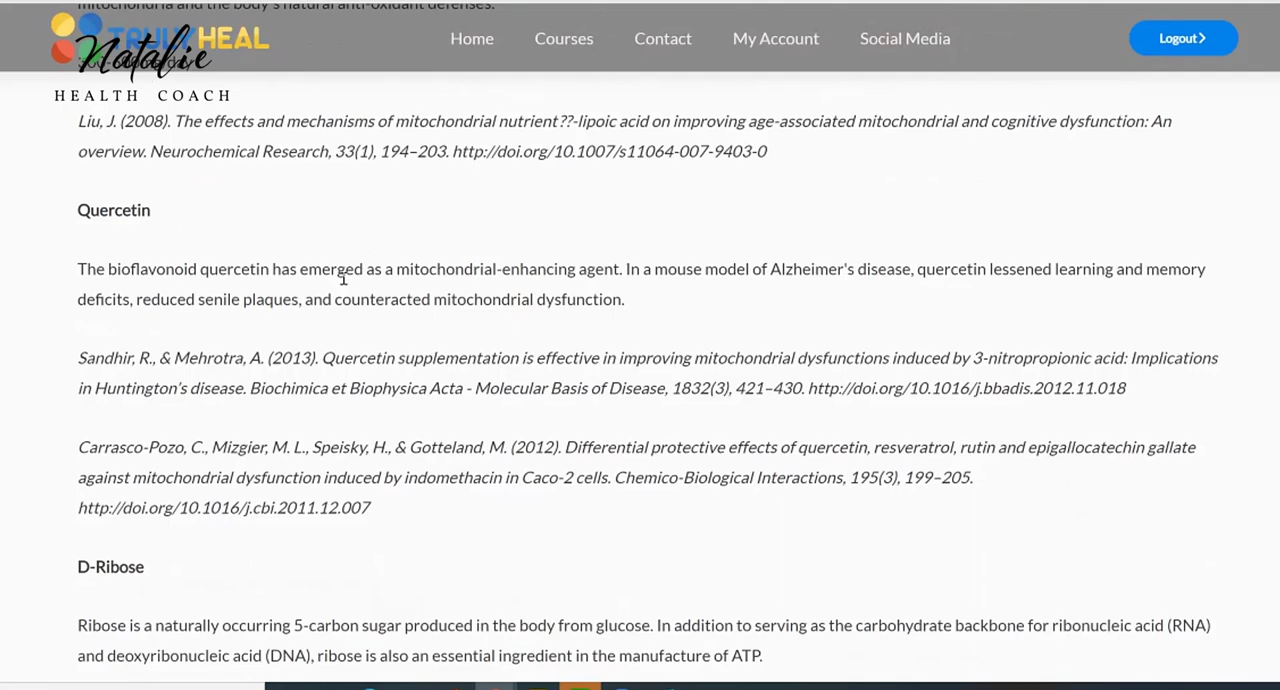 mitochondria and the body's natural anti-oxidant defenses.
TRULY HEAL
Natalie
HEALTH COACH
Home
Courses
Contact
My Account
Social Media
Logout
Liu, J. (2008). The effects and mechanisms of mitochondrial nutrient??-lipoic acid on improving age-associated mitochondrial and cognitive dysfunction: An
overview. Neurochemical Research, 33(1), 194–203. http://doi.org/10.1007/s11064-007-9403-0
Quercetin
The bioflavonoid quercetin has emerged as a mitochondrial-enhancing agent. In a mouse model of Alzheimer's disease, quercetin lessened learning and memory
deficits, reduced senile plaques, and counteracted mitochondrial dysfunction.
Sandhir, R., & Mehrotra, A. (2013). Quercetin supplementation is effective in improving mitochondrial dysfunctions induced by 3-nitropropionic acid: Implications
in Huntington's disease. Biochimica et Biophysica Acta - Molecular Basis of Disease, 1832(3), 421–430. http://doi.org/10.1016/j.bbadis.2012.11.018
Carrasco-Pozo, C., Mizgier, M. L., Speisky, H., & Gotteland, M. (2012). Differential protective effects of quercetin, resveratrol, rutin and epigallocatechin gallate
against mitochondrial dysfunction induced by indomethacin in Caco-2 cells. Chemico-Biological Interactions, 195(3), 199–205.
http://doi.org/10.1016/j.cbi.2011.12.007
D-Ribose
Ribose is a naturally occurring 5-carbon sugar produced in the body from glucose. In addition to serving as the carbohydrate backbone for ribonucleic acid (RNA)
and deoxyribonucleic acid (DNA), ribose is also an essential ingredient in the manufacture of ATP.